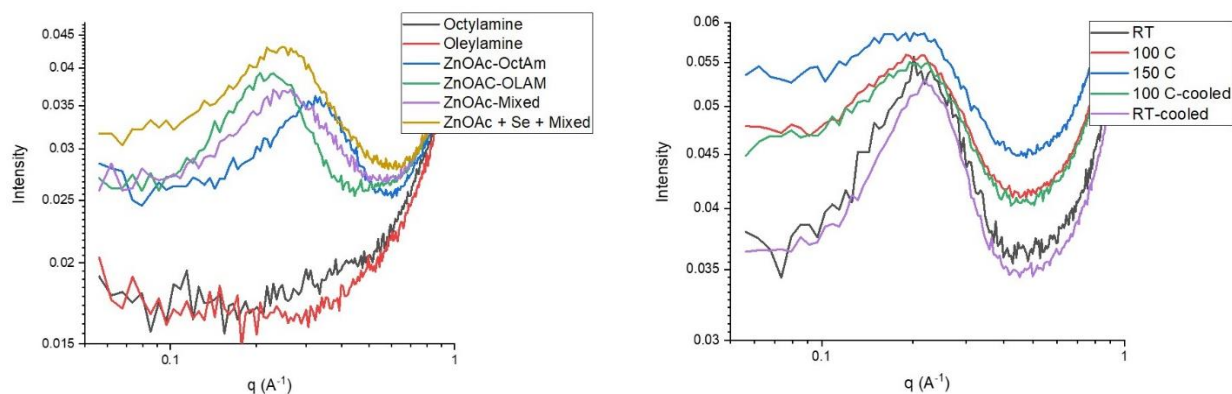 0.045
0.04
0.035
0.03
0.025
0.02
0.015
Intensity
0.1
1
q (A-1)
Octylamine
Oleylamine
ZnOAc-OctAm
ZnOAC-OLAM
ZnOAc-Mixed
ZnOAc + Se + Mixed
0.06
0.055
0.05
0.045
0.04
0.035
0.03
Intensity
0.1
1
q (A-1)
RT
100 C
150 C
100 C-cooled
RT-cooled